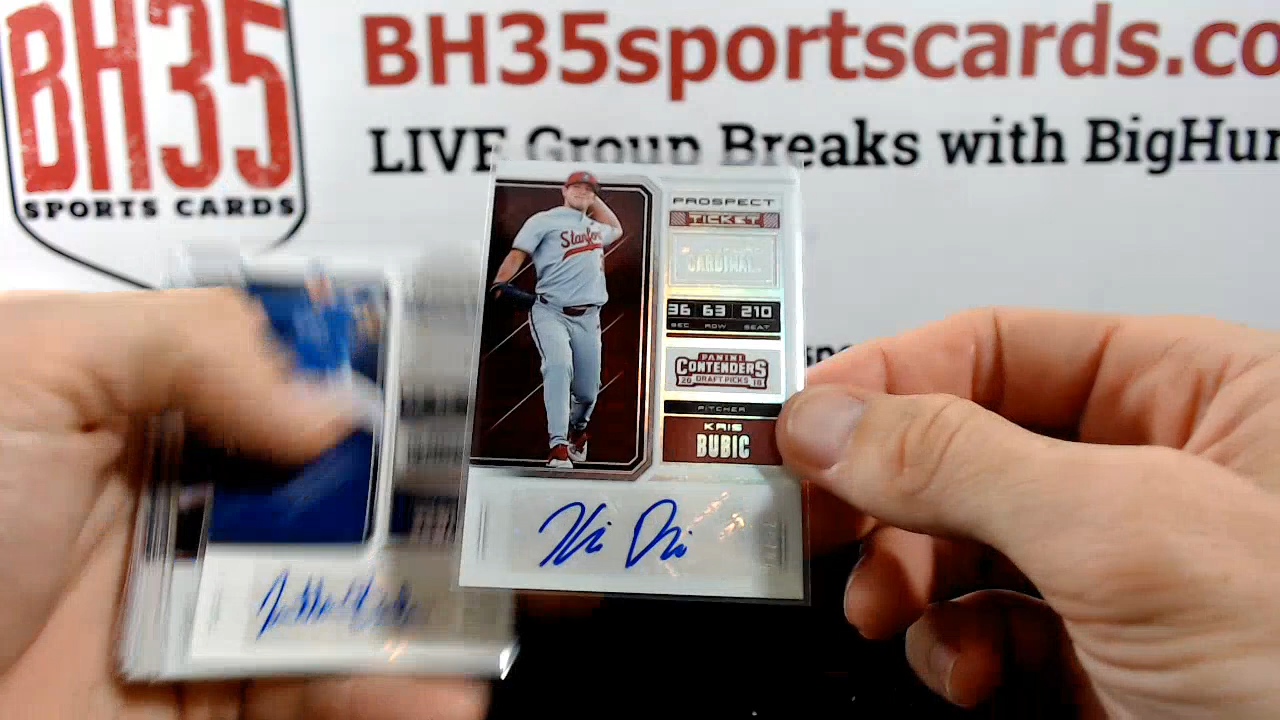 BH35
SPORTS CARDS
BH35sportscards.co
LIVE Group Breaks with BigHun
Stanford
PROSPECT
TICKET
CARDINAL
36 63 210
SEC ROW SEAT
PANINI
CONTENDERS
20 DRAFT PICKS 18
PITCHER
KRIS
BUBIC